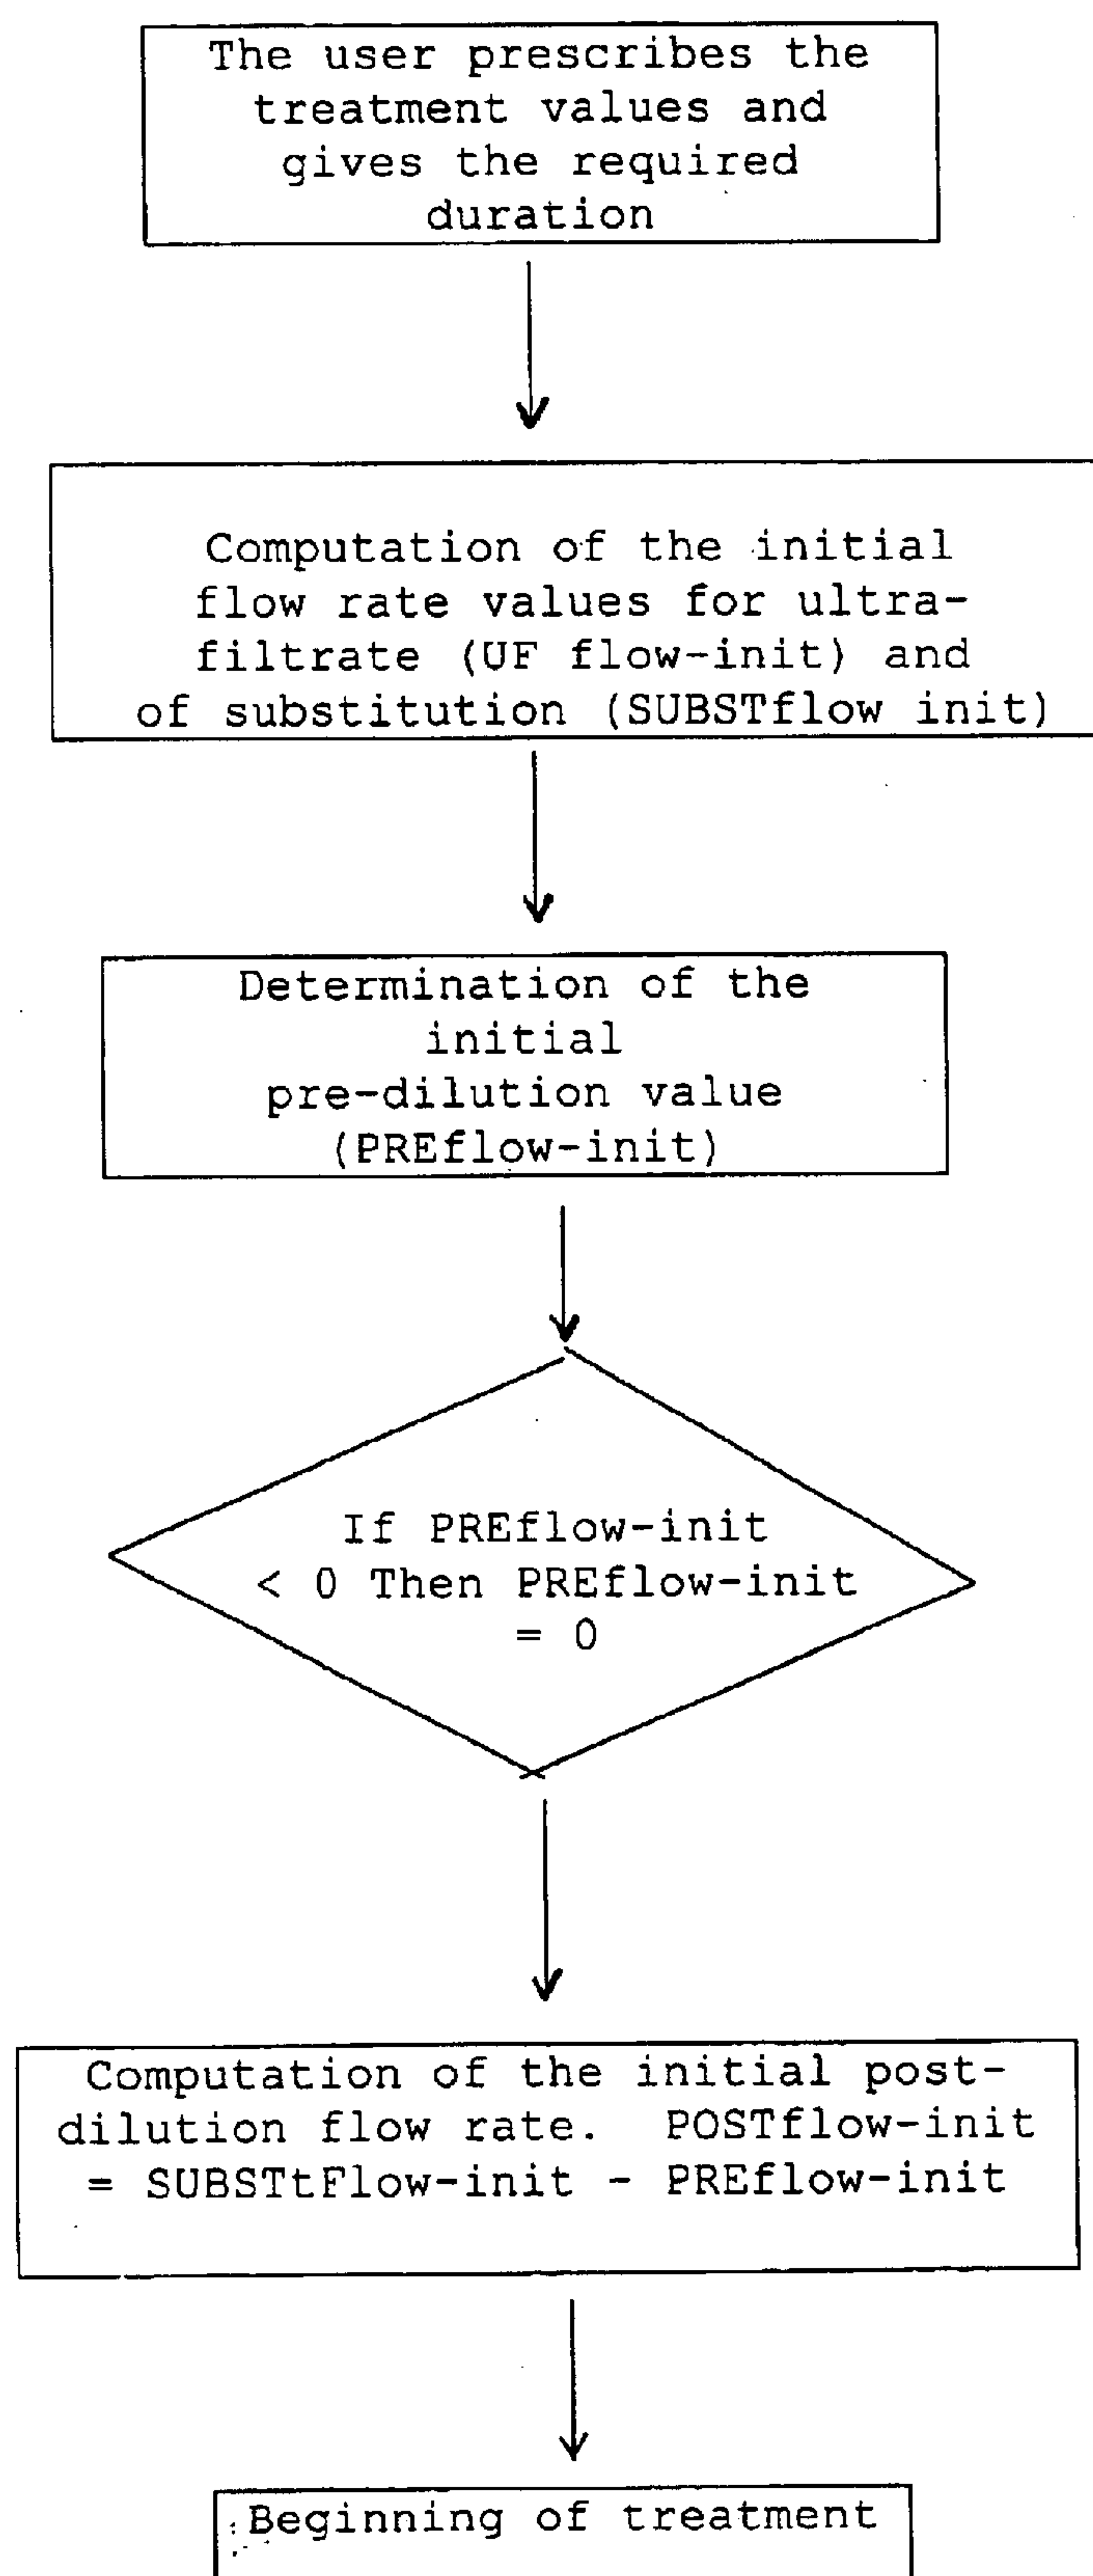 The user prescribes the
treatment values and
gives the required
duration
Computation of the initial
flow rate values for ultra-
filtrate (UF flow-init) and
of substitution (SUBSTflow init)
Determination of the
initial
pre-dilution value
(PREflow-init)
If PREflow-init
< 0 Then PREflow-init
= 0
Computation of the initial post-
dilution flow rate. POSTflow-init
= SUBSTtFlow-init - PREflow-init
Beginning of treatment